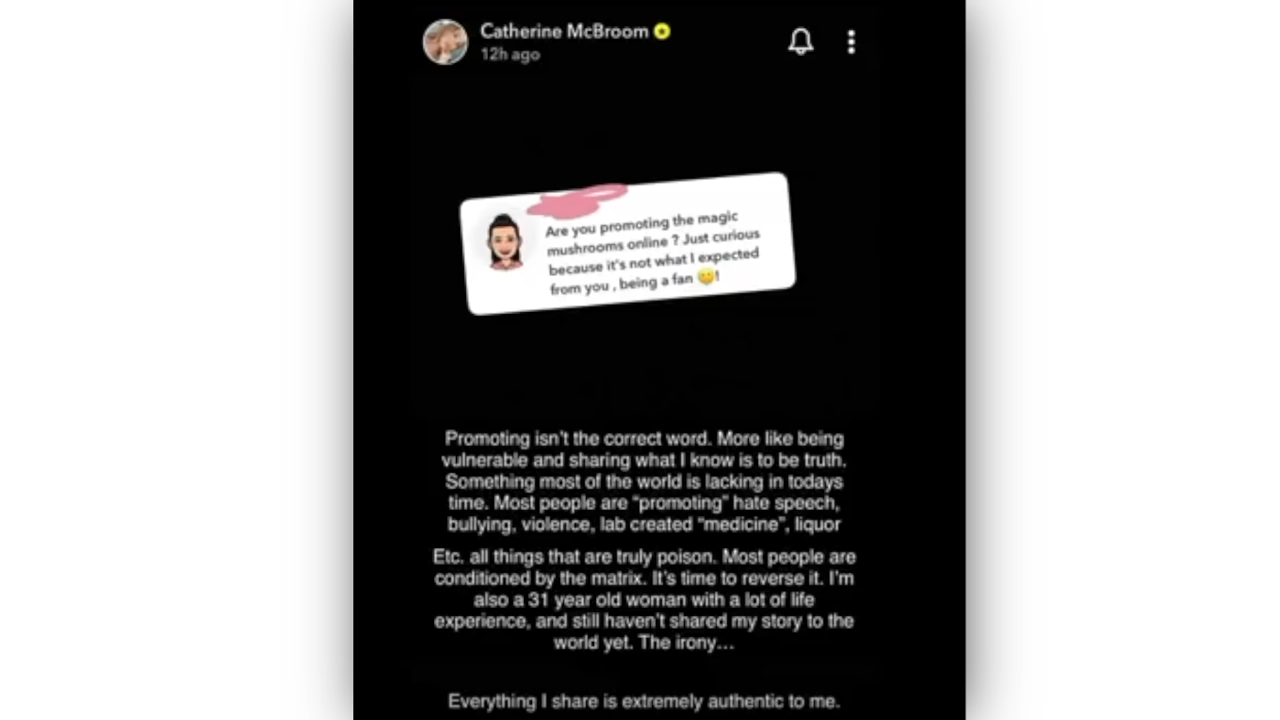 Catherine McBroom
12h ago
Are you promoting the magic
mushrooms online ? Just curious
because it's not what I expected
from you , being a fan 😀!
Promoting isn't the correct word. More like being
vulnerable and sharing what I know is to be truth.
Something most of the world is lacking in todays
time. Most people are “promoting” hate speech,
bullying, violence, lab created “medicine”, liquor
Etc. all things that are truly poison. Most people are
conditioned by the matrix. It's time to reverse it. I'm
also a 31 year old woman with a lot of life
experience, and still haven't shared my story to the
world yet. The irony...
Everything I share is extremely authentic to me.